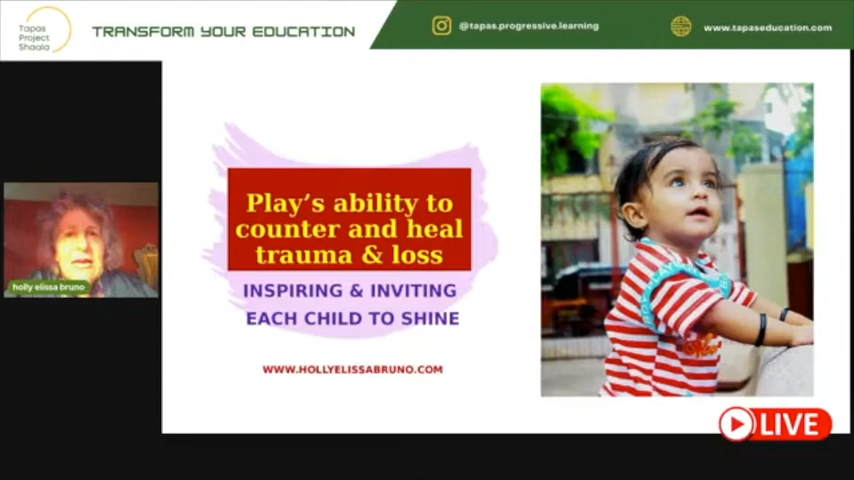 Tapas
Project
Shaala
TRANSFORM YOUR EDUCATION
@tapas.progressive.learning
www.tapaseducation.com
Play's ability to
counter and heal
trauma & loss
INSPIRING & INVITING
EACH CHILD TO SHINE
WWW.HOLLYELISSABRUNO.COM
holly elissa bruno
LIVE